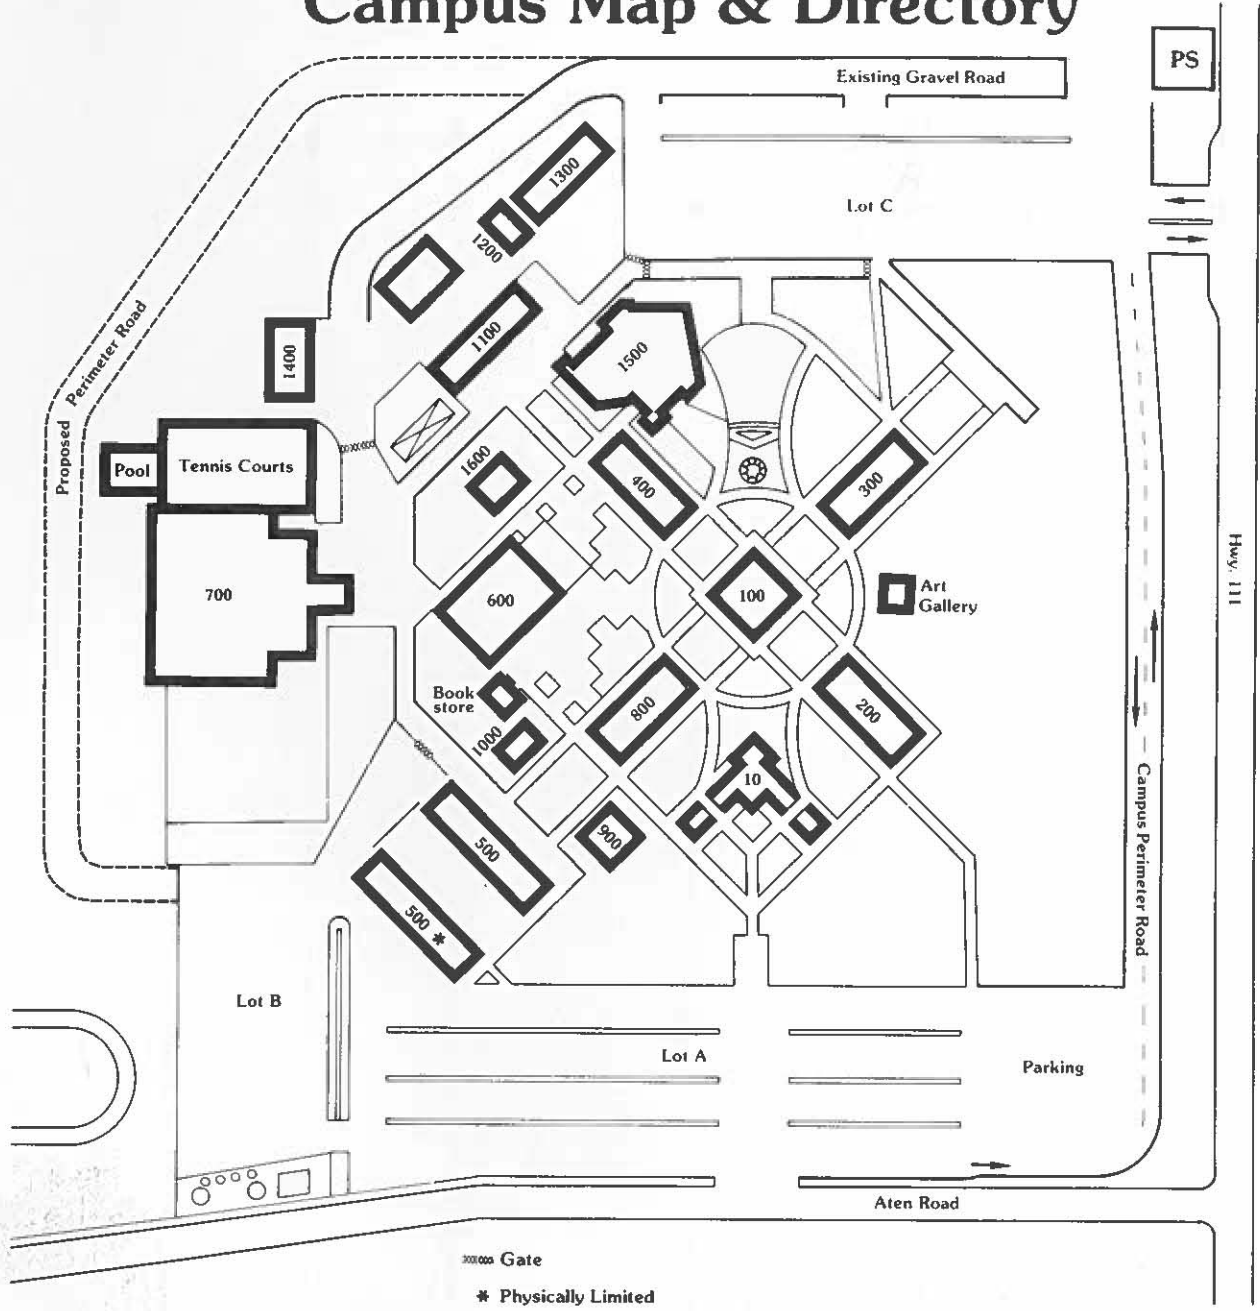 Campus Map & Directory
PS
Existing Gravel Road
Lot C
1300
1200
1100
1400
1500
Proposed Perimeter Road
Pool
Tennis Courts
1600
400
300
700
600
100
Art
Gallery
Hwy. 111
Book
store
1000
800
200
10
900
500
500 *
Campus Perimeter Road
Lot B
Lot A
Parking
Aten Road
Gate
* Physically Limited